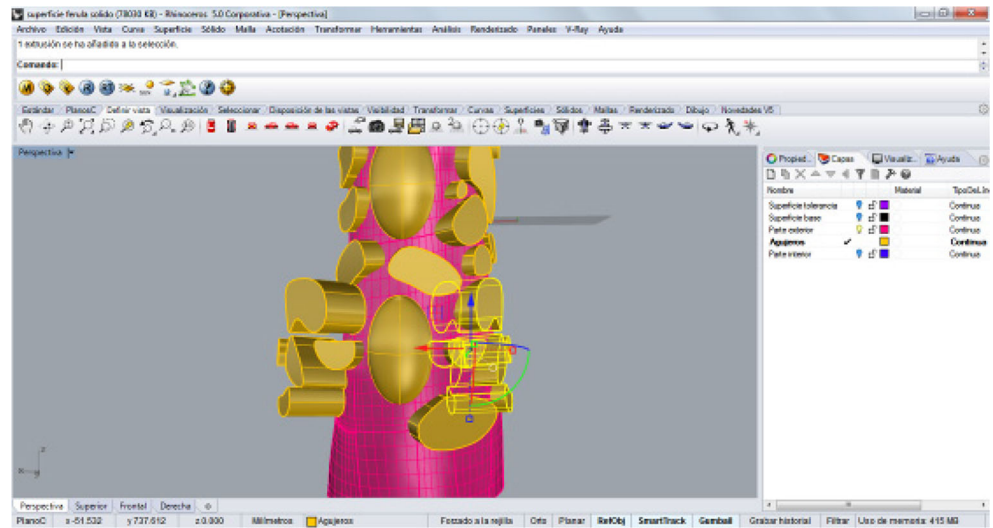 superficie ferula solido (78030 KB) - Rhinoceros 5.0 Corporativa - [Perspectiva]
Archivo Edición Vista Curva Superficie Sólido Malla Acotación Transformar Herramientas Análisis Renderizado Paneles V-Ray Ayuda
1 extrusión se ha añadido a la selección.
Comando:
Estándar PlanosC Definir vista Visualización Seleccionar Disposición de las vistas Visibilidad Transformar Curvas Superficies Sólidos Mallas Renderizado Dibujo Novedades V5
Perspectiva
Propied... Capas Visualiz... Ayuda
Nombre Material TipoDeLín
Superficie tolerancia Continua
Superficie base Continua
Parte exterior Continua
Agujeros Continua
Parte interior Continua
z
x y
Perspectiva Superior Frontal Derecha
PlanoC x -61.532 y 737.612 z 0.000 Milímetros Agujeros Forzado a la rejilla Orto Planar RefObj SmartTrack Gumball Grabar historial Filtrar Uso de memoria: 415 MB